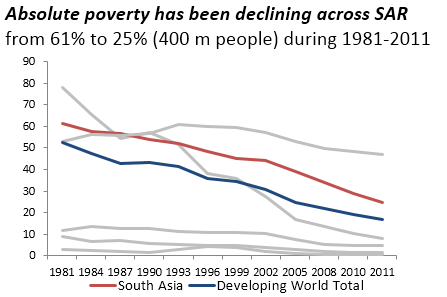 Absolute poverty has been declining across SAR
from 61% to 25% (400 m people) during 1981-2011
90
80
70
60
50
40
30
20
10
0
1981 1984 1987 1990 1993 1996 1999 2002 2005 2008 2010 2011
South Asia Developing World Total